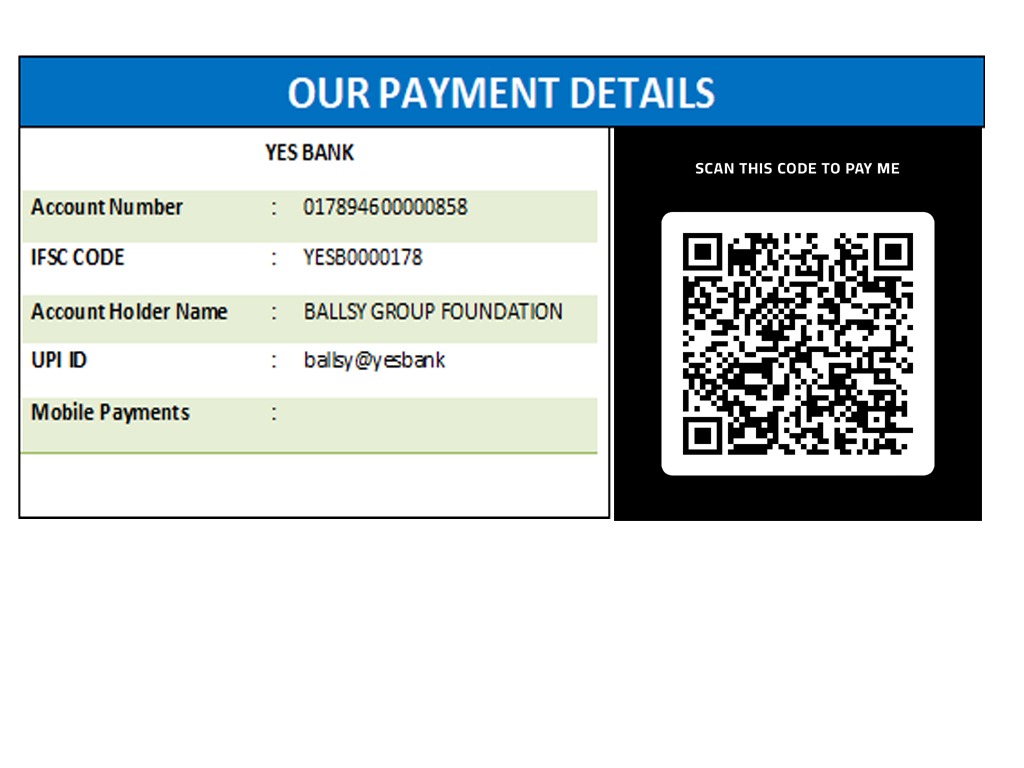 OUR PAYMENT DETAILS
YES BANK
Account Number : 017894600000858
IFSC CODE : YESB0000178
Account Holder Name : BALLSY GROUP FOUNDATION
UPI ID : ballsy@yesbank
Mobile Payments :
SCAN THIS CODE TO PAY ME